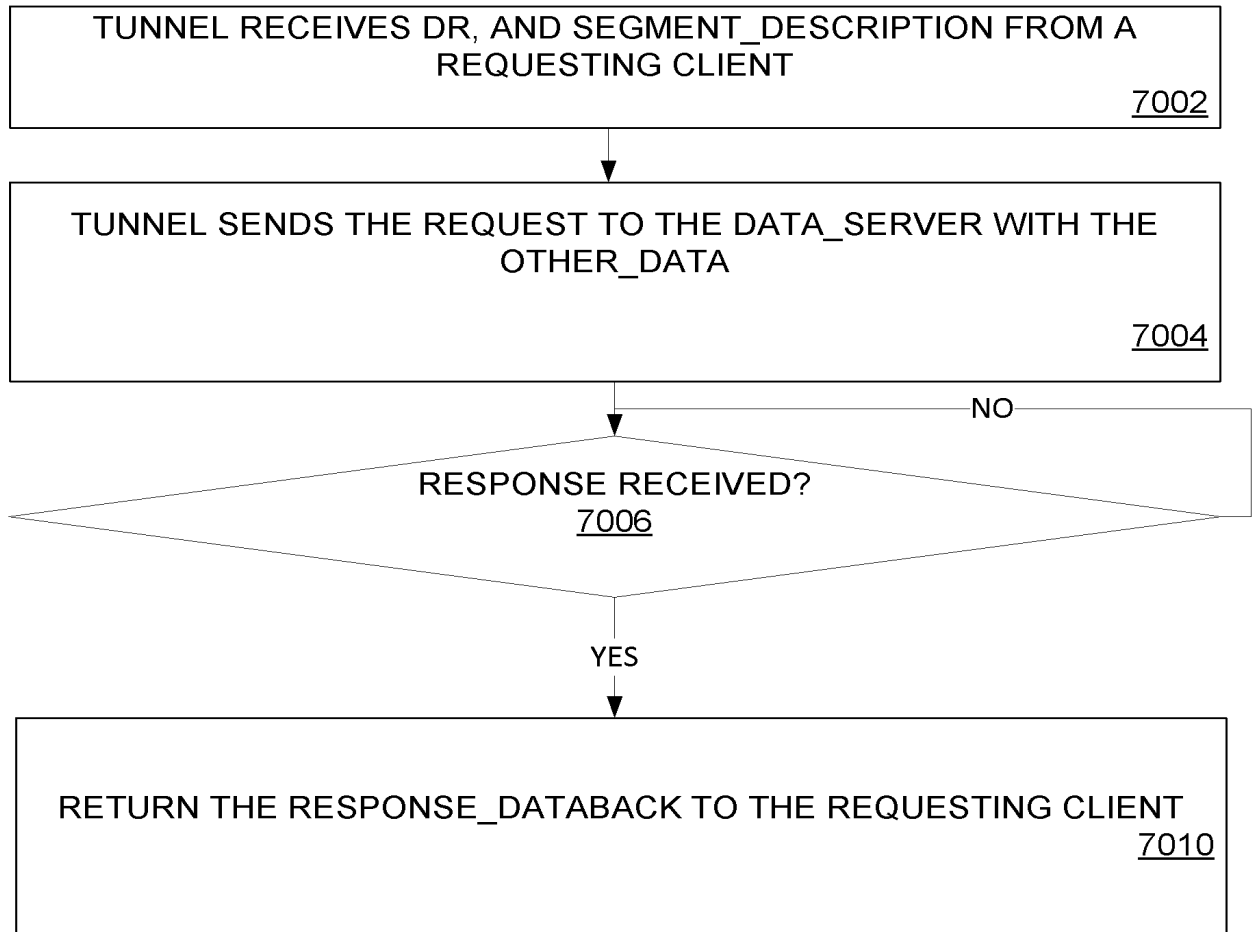 TUNNEL RECEIVES DR, AND SEGMENT_DESCRIPTION FROM A
REQUESTING CLIENT
7002
TUNNEL SENDS THE REQUEST TO THE DATA_SERVER WITH THE
OTHER_DATA
7004
NO
RESPONSE RECEIVED?
7006
YES
RETURN THE RESPONSE_DATABACK TO THE REQUESTING CLIENT
7010